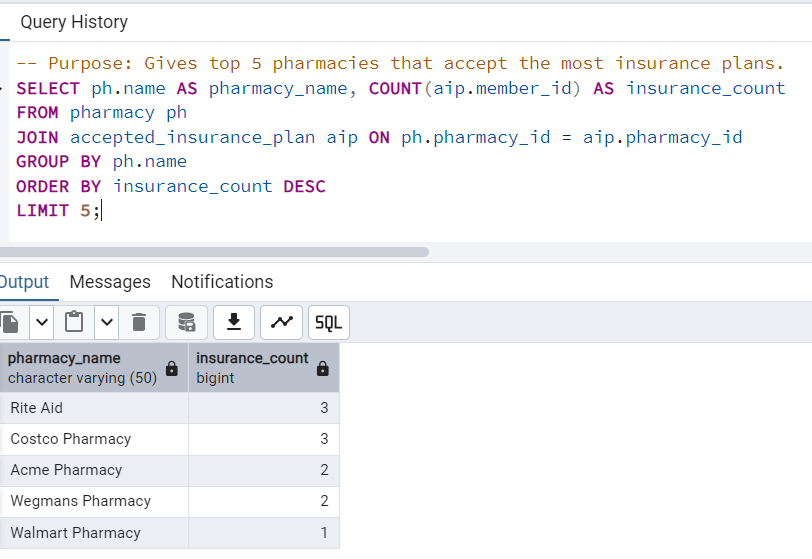 Query History
-- Purpose: Gives top 5 pharmacies that accept the most insurance plans.
SELECT ph.name AS pharmacy_name, COUNT(aip.member_id) AS insurance_count
FROM pharmacy ph
JOIN accepted_insurance_plan aip ON ph.pharmacy_id = aip.pharmacy_id
GROUP BY ph.name
ORDER BY insurance_count DESC
LIMIT 5;
Output Messages Notifications
SQL
pharmacy_name insurance_count
character varying (50) bigint
Rite Aid 3
Costco Pharmacy 3
Acme Pharmacy 2
Wegmans Pharmacy 2
Walmart Pharmacy 1